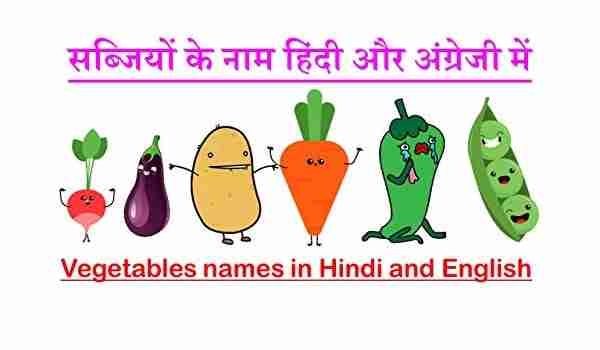 सब्जियों के नाम हिंदी और अंग्रेजी में
Vegetables names in Hindi and English